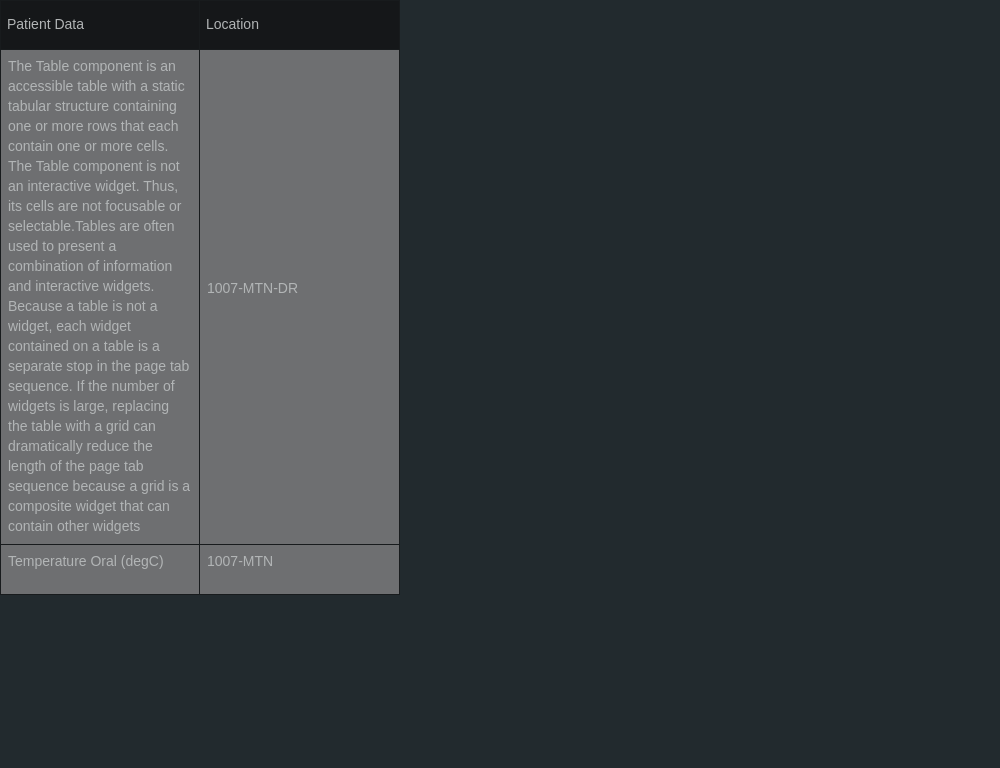 Patient Data
Location
The Table component is an
accessible table with a static
tabular structure containing
one or more rows that each
contain one or more cells.
The Table component is not
an interactive widget. Thus,
its cells are not focusable or
selectable.Tables are often
used to present a
combination of information
and interactive widgets.
Because a table is not a
widget, each widget
contained on a table is a
separate stop in the page tab
sequence. If the number of
widgets is large, replacing
the table with a grid can
dramatically reduce the
length of the page tab
sequence because a grid is a
composite widget that can
contain other widgets
1007-MTN-DR
Temperature Oral (degC)
1007-MTN